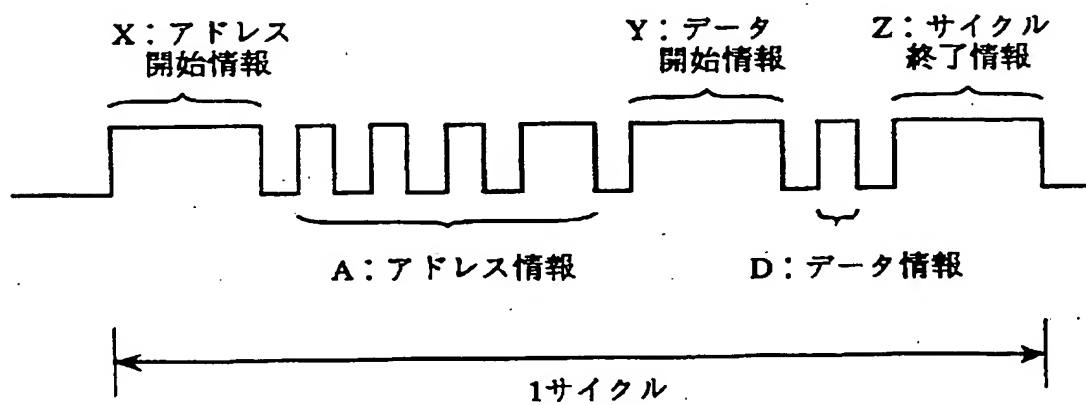 X：アドレス
開始情報
Y：データ
開始情報
Z：サイクル
終了情報
A：アドレス情報
D：データ情報
1サイクル